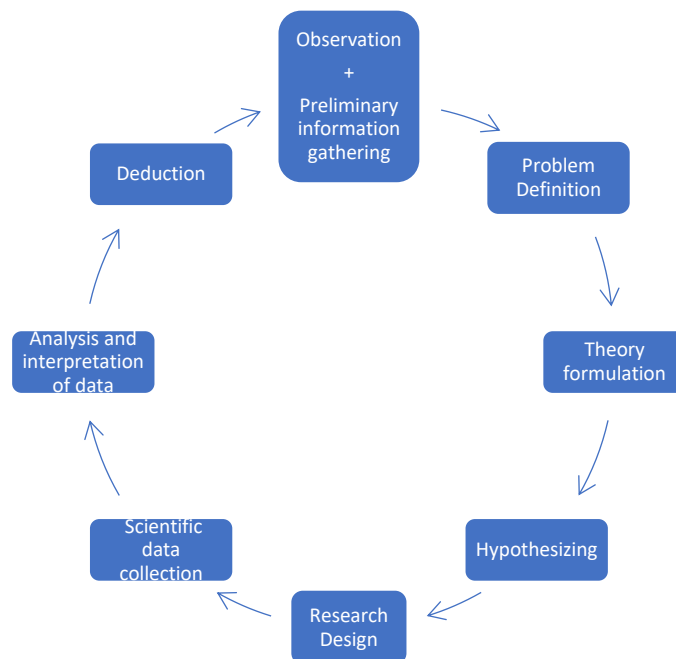 Observation
+
Preliminary
information
gathering
Problem
Definition
Theory
formulation
Hypothesizing
Research
Design
Scientific
data
collection
Analysis and
interpretation
of data
Deduction